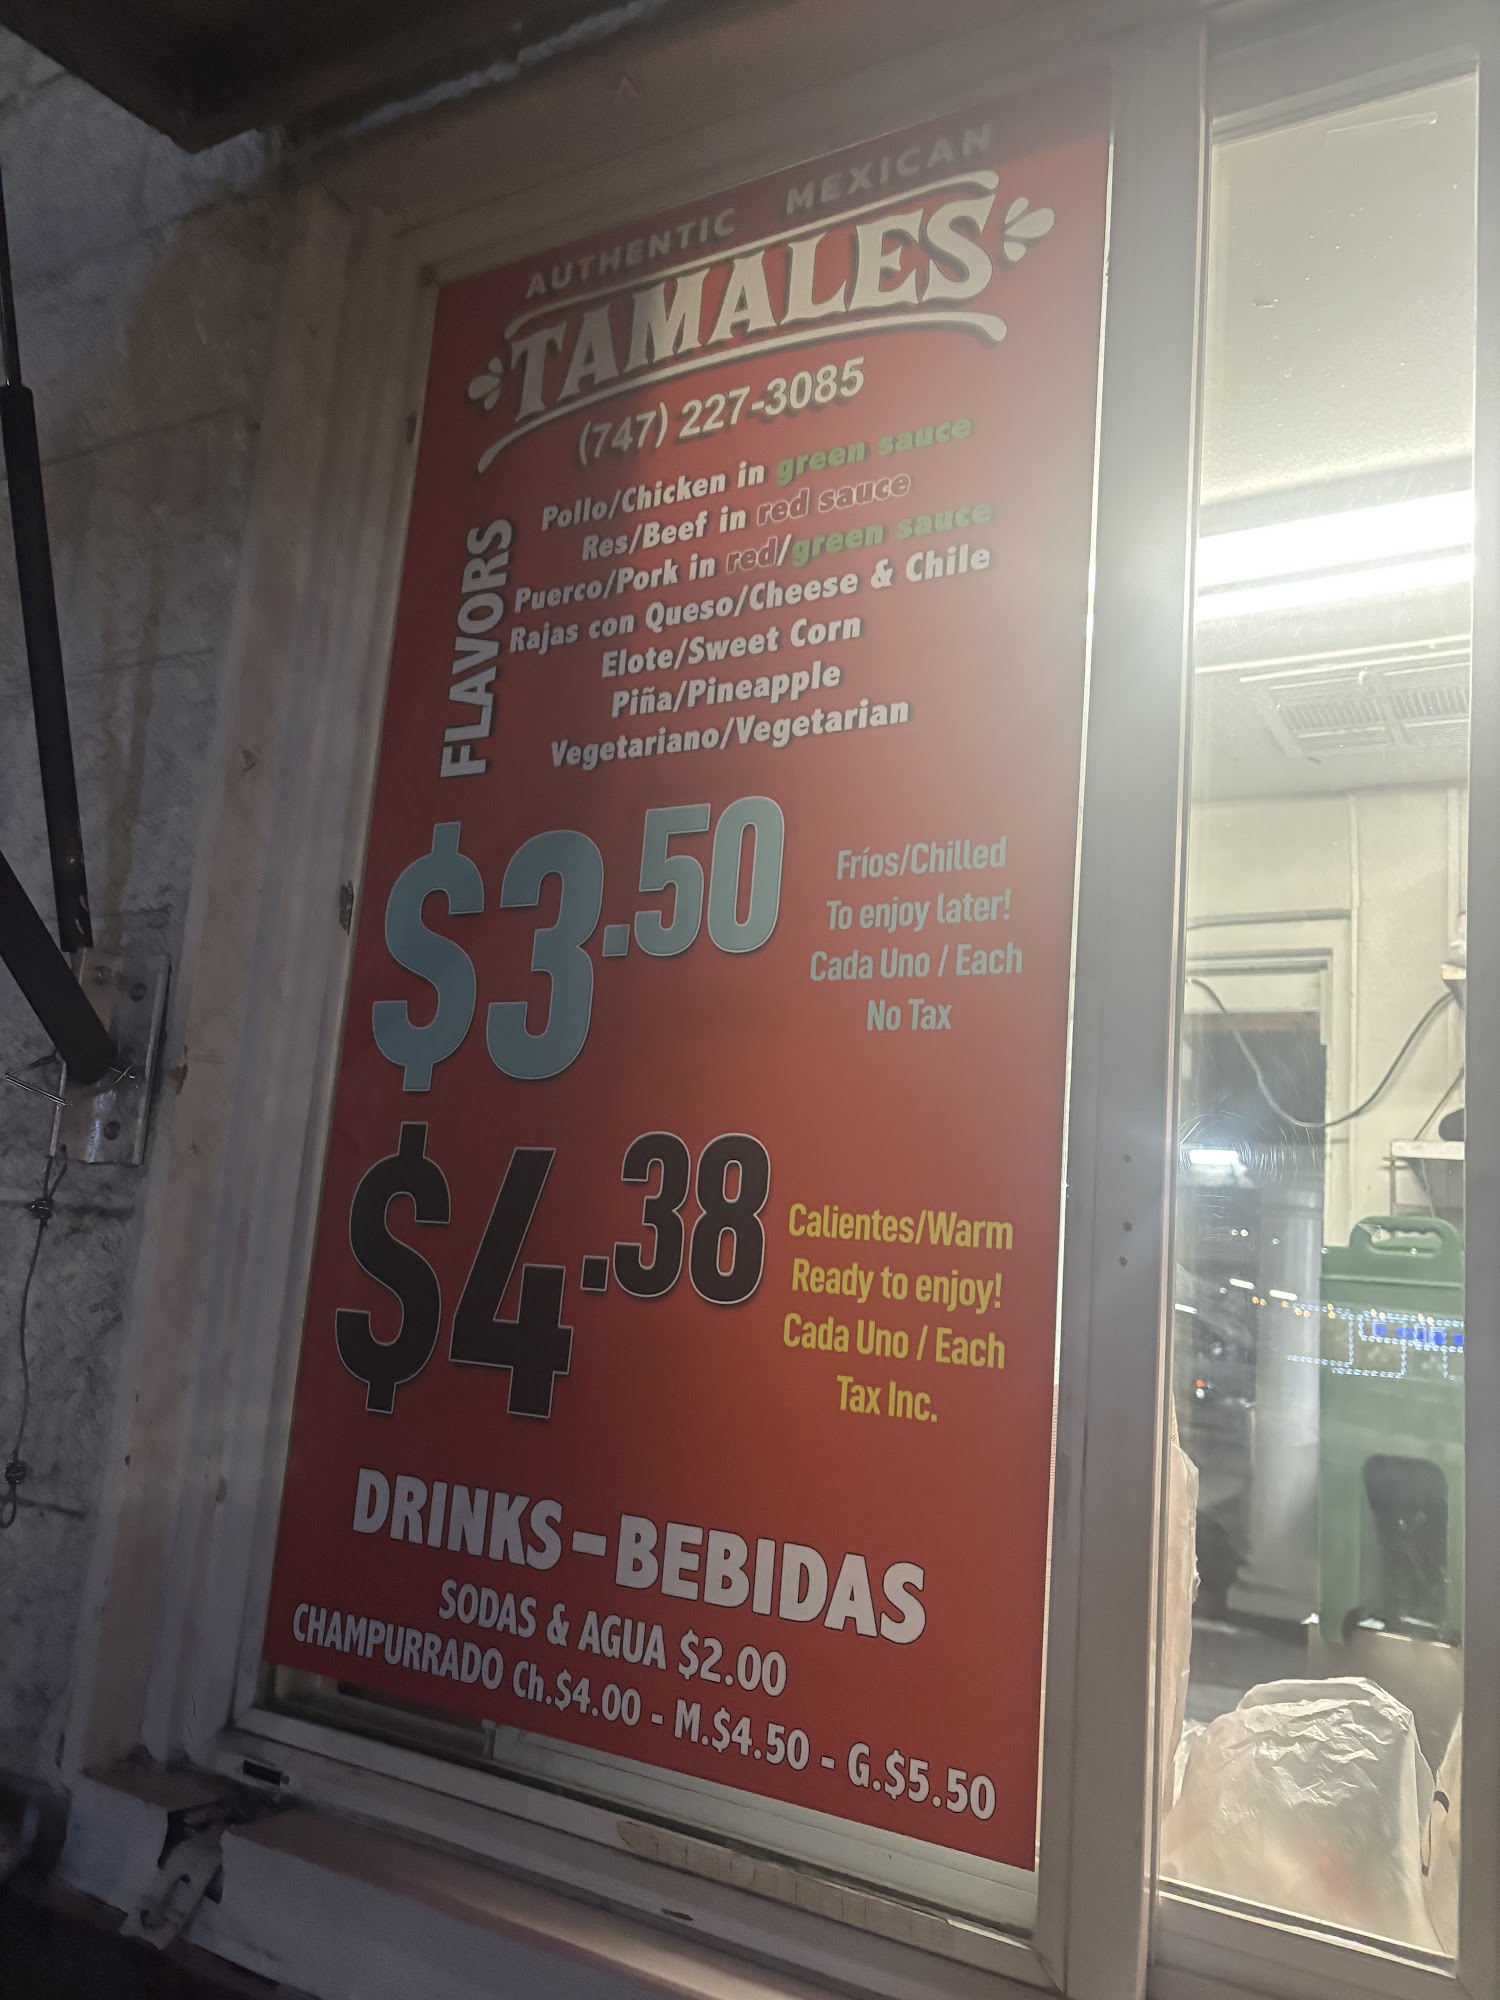 AUTHENTIC MEXICAN
TAMALES
(747) 227-3085
FLAVORS
Pollo/Chicken in green sauce
Res/Beef in red sauce
Puerco/Pork in red/green sauce
Rajas con Queso/Cheese & Chile
Elote/Sweet Corn
Piña/Pineapple
Vegetariano/Vegetarian
$3.50
Fríos/Chilled
To enjoy later!
Cada Uno / Each
No Tax
$4.38
Calientes/Warm
Ready to enjoy!
Cada Uno / Each
Tax Inc.
DRINKS-BEBIDAS
SODAS & AGUA $2.00
CHAMPURRADO Ch.$4.00 - M.$4.50 - G.$5.50